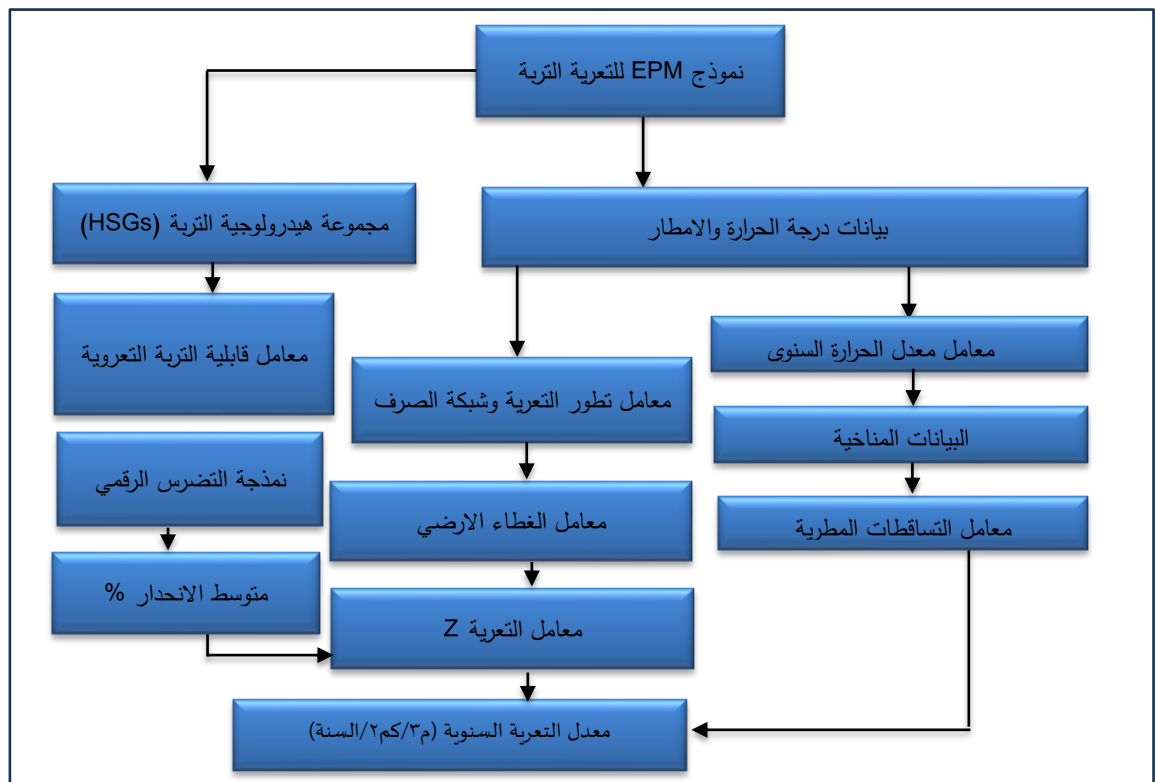 نموذج EPM للتعرية التربة
مجموعة هيدرولوجية التربة (HSGs)
بيانات درجة الحرارة والامطار
معامل قابلية التربة التعروية
معامل معدل الحرارة السنوى
معامل تطور التعرية وشبكة الصرف
البيانات المناخية
نمذجة التضرس الرقمي
معامل الغطاء الارضي
معامل التساقطات المطرية
متوسط الانحدار %
معامل التعرية Z
معدل التعرية السنوية (م٣/كم٢/السنة)